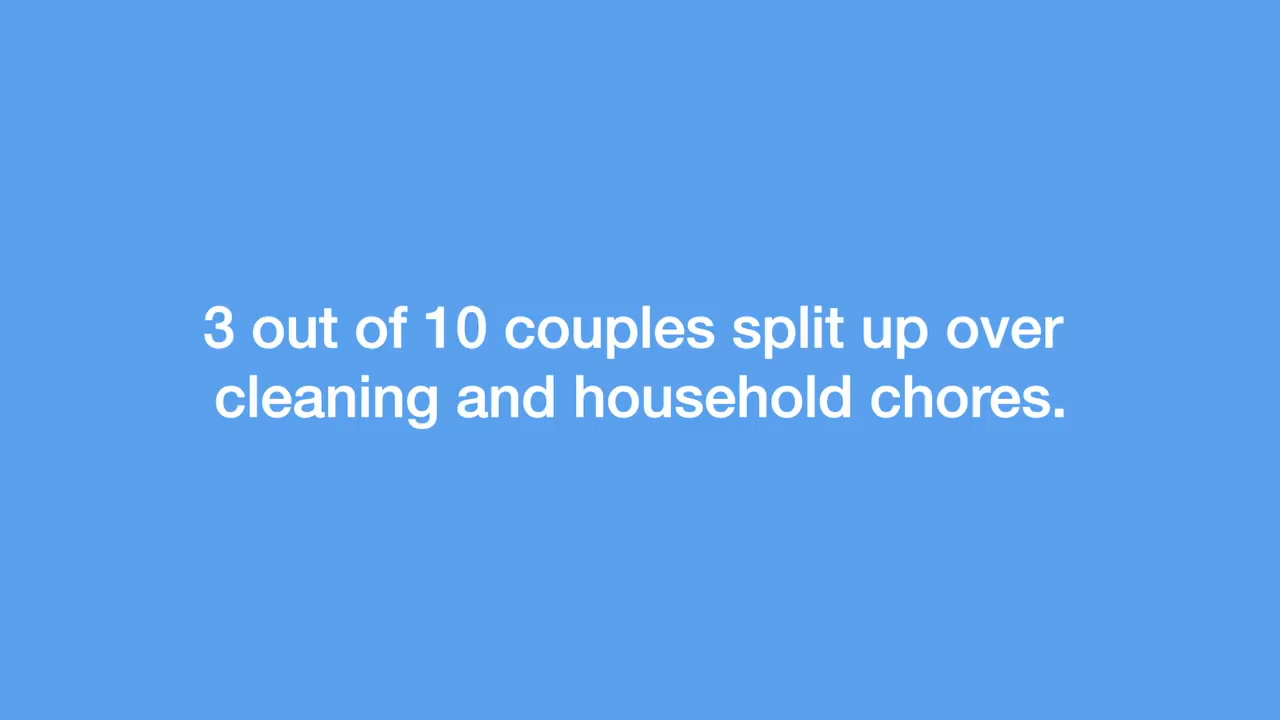 3 out of 10 couples split up over
cleaning and household chores.